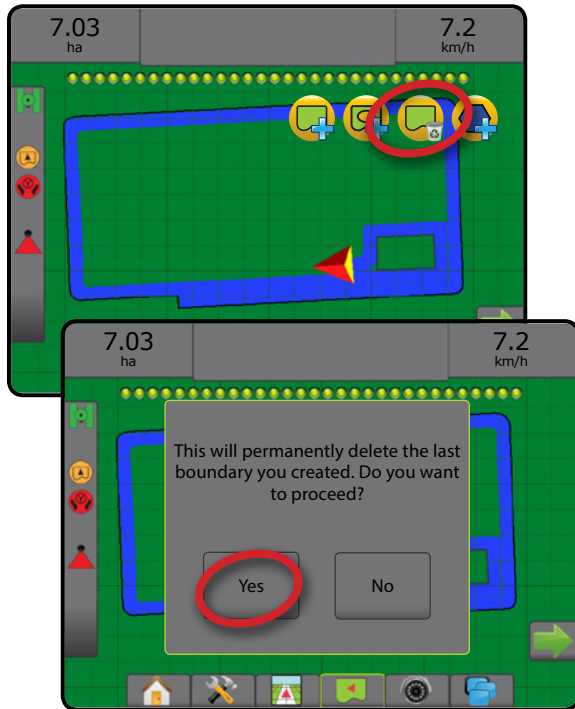 7.03
ha
7.2
km/h
7.03
ha
7.2
km/h
This will permanently delete the last
boundary you created. Do you want
to proceed?
Yes
No